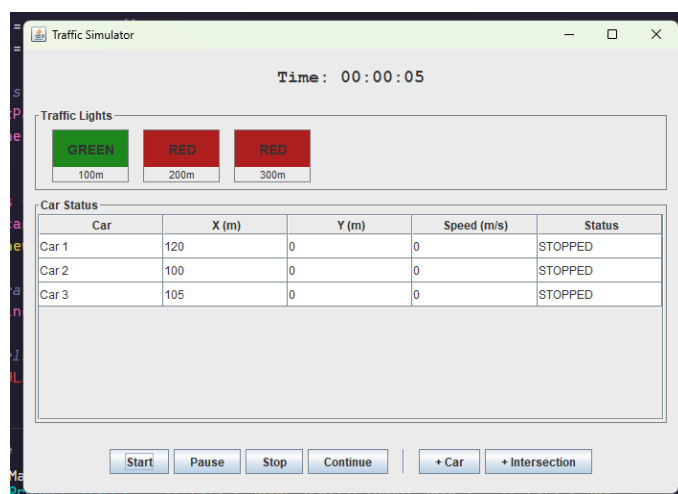 Traffic Simulator
Time: 00:00:05
Traffic Lights
GREEN RED RED
100m 200m 300m
Car Status
Car X (m) Y (m) Speed (m/s) Status
Car 1 120 0 0 STOPPED
Car 2 100 0 0 STOPPED
Car 3 105 0 0 STOPPED
Start Pause Stop Continue + Car + Intersection